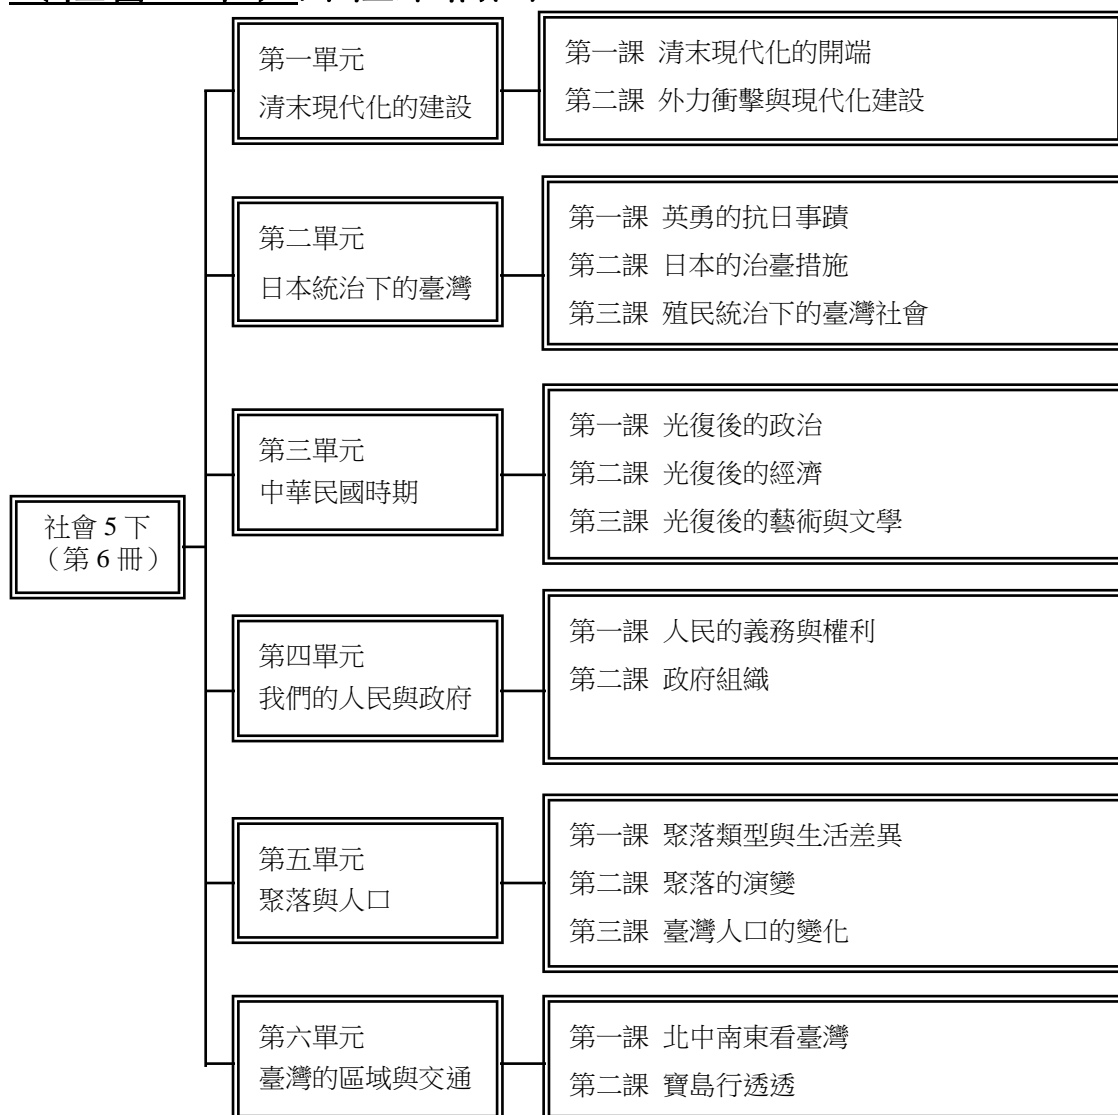 社會 5 下
（第 6 冊）
第一單元
清末現代化的建設
第一課 清末現代化的開端
第二課 外力衝擊與現代化建設
第二單元
日本統治下的臺灣
第一課 英勇的抗日事蹟
第二課 日本的治臺措施
第三課 殖民統治下的臺灣社會
第三單元
中華民國時期
第一課 光復後的政治
第二課 光復後的經濟
第三課 光復後的藝術與文學
第四單元
我們的人民與政府
第一課 人民的義務與權利
第二課 政府組織
第五單元
聚落與人口
第一課 聚落類型與生活差異
第二課 聚落的演變
第三課 臺灣人口的變化
第六單元
臺灣的區域與交通
第一課 北中南東看臺灣
第二課 寶島行透透